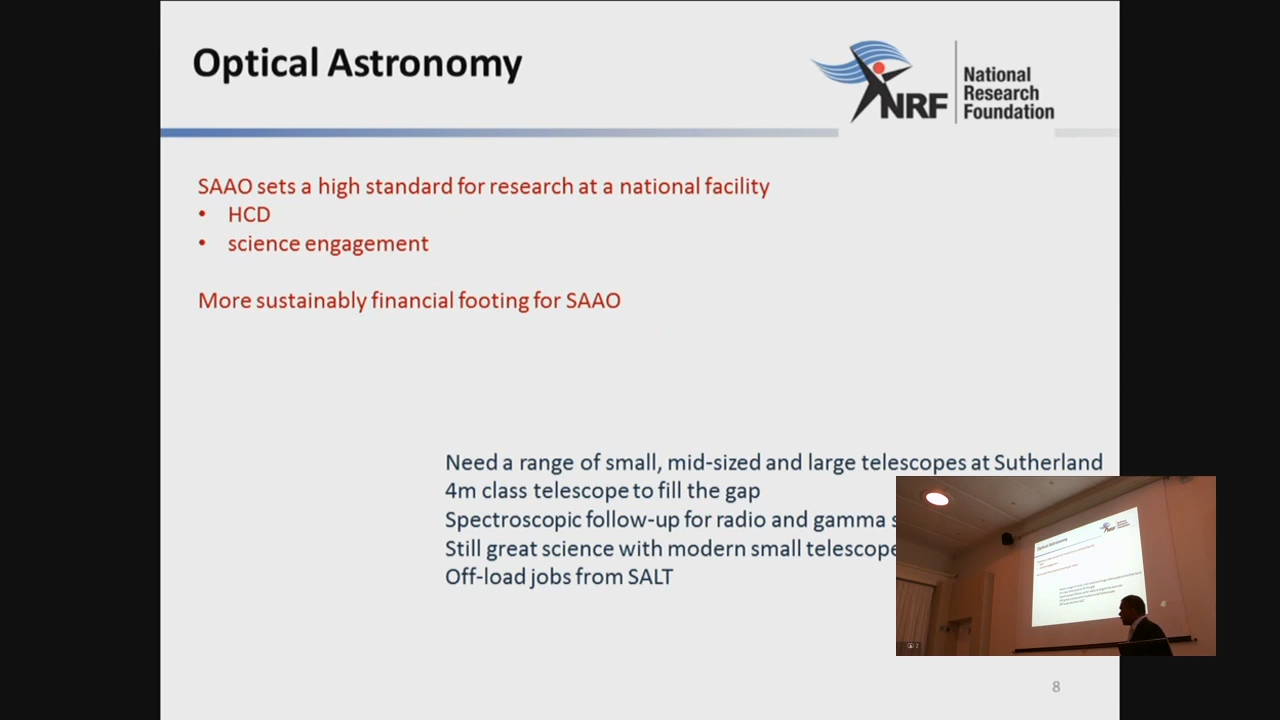 Optical Astronomy
NRF
National
Research
Foundation
SAAO sets a high standard for research at a national facility
• HCD
• science engagement
More sustainably financial footing for SAAO
Need a range of small, mid-sized and large telescopes at Sutherland
4m class telescope to fill the gap
Spectroscopic follow-up for radio and gamma
Still great science with modern small telescope
Off-load jobs from SALT
8
Optical Astronomy